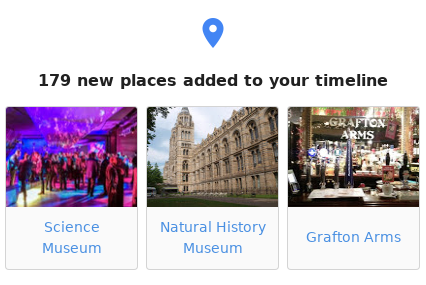 179 new places added to your timeline
GRAFTON
ARMS
Science
Museum
Natural History
Museum
Grafton Arms